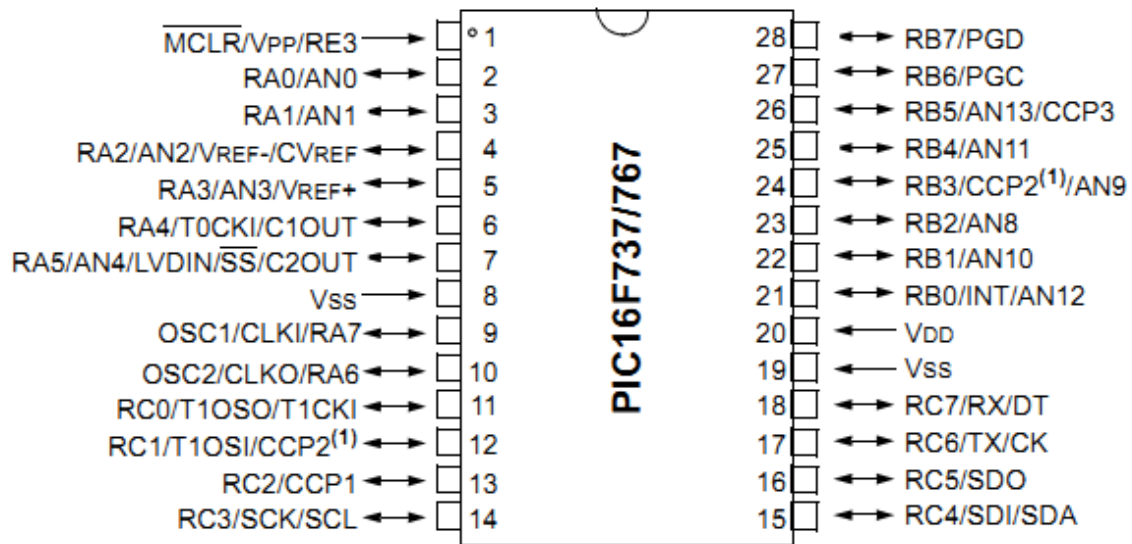 MCLR/VPP/RE3 1 28 RB7/PGD
RA0/AN0 2 27 RB6/PGC
RA1/AN1 3 26 RB5/AN13/CCP3
RA2/AN2/VREF-/CVREF 4 25 RB4/AN11
RA3/AN3/VREF+ 5 24 RB3/CCP2(1)/AN9
RA4/T0CKI/C1OUT 6 23 RB2/AN8
RA5/AN4/LVDIN/SS/C2OUT 7 22 RB1/AN10
VSS 8 21 RB0/INT/AN12
OSC1/CLKI/RA7 9 20 VDD
OSC2/CLKO/RA6 10 19 VSS
RC0/T1OSO/T1CKI 11 18 RC7/RX/DT
RC1/T1OSI/CCP2(1) 12 17 RC6/TX/CK
RC2/CCP1 13 16 RC5/SDO
RC3/SCK/SCL 14 15 RC4/SDI/SDA
PIC16F737/767